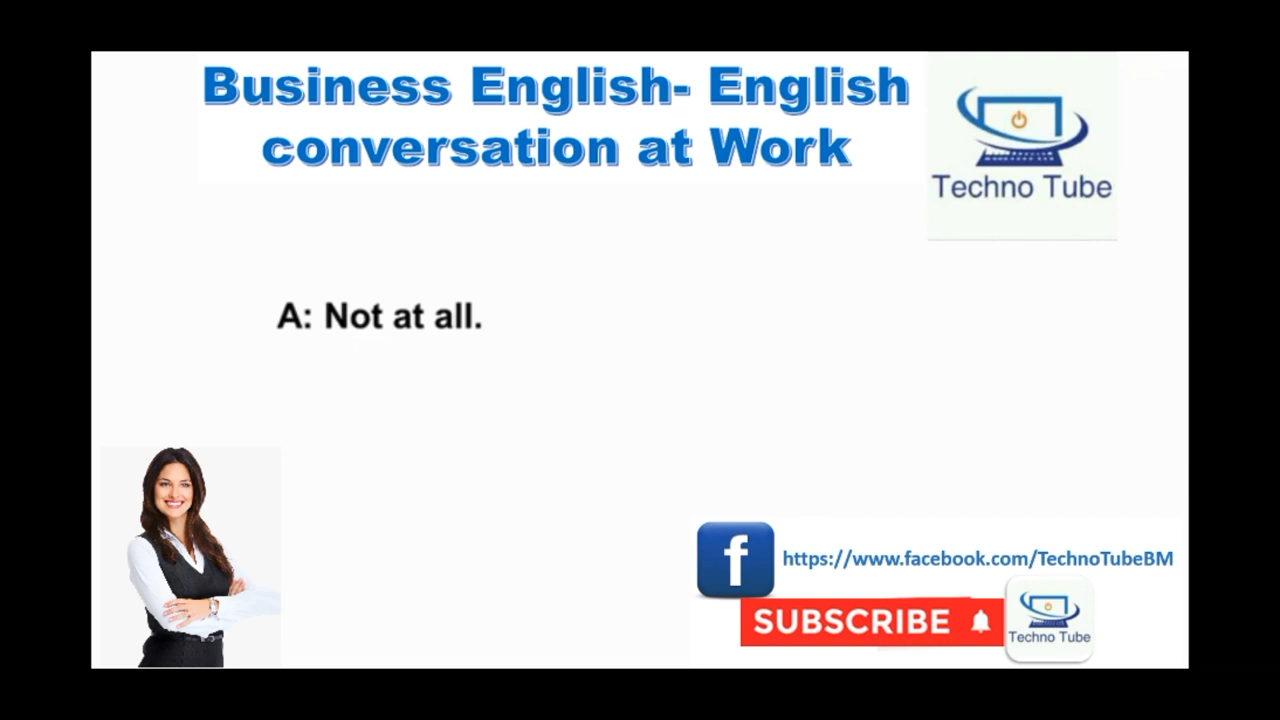 Business English- English
conversation at Work
Techno Tube
A: Not at all.
f
https://www.facebook.com/TechnoTubeBM
SUBSCRIBE
Techno Tube